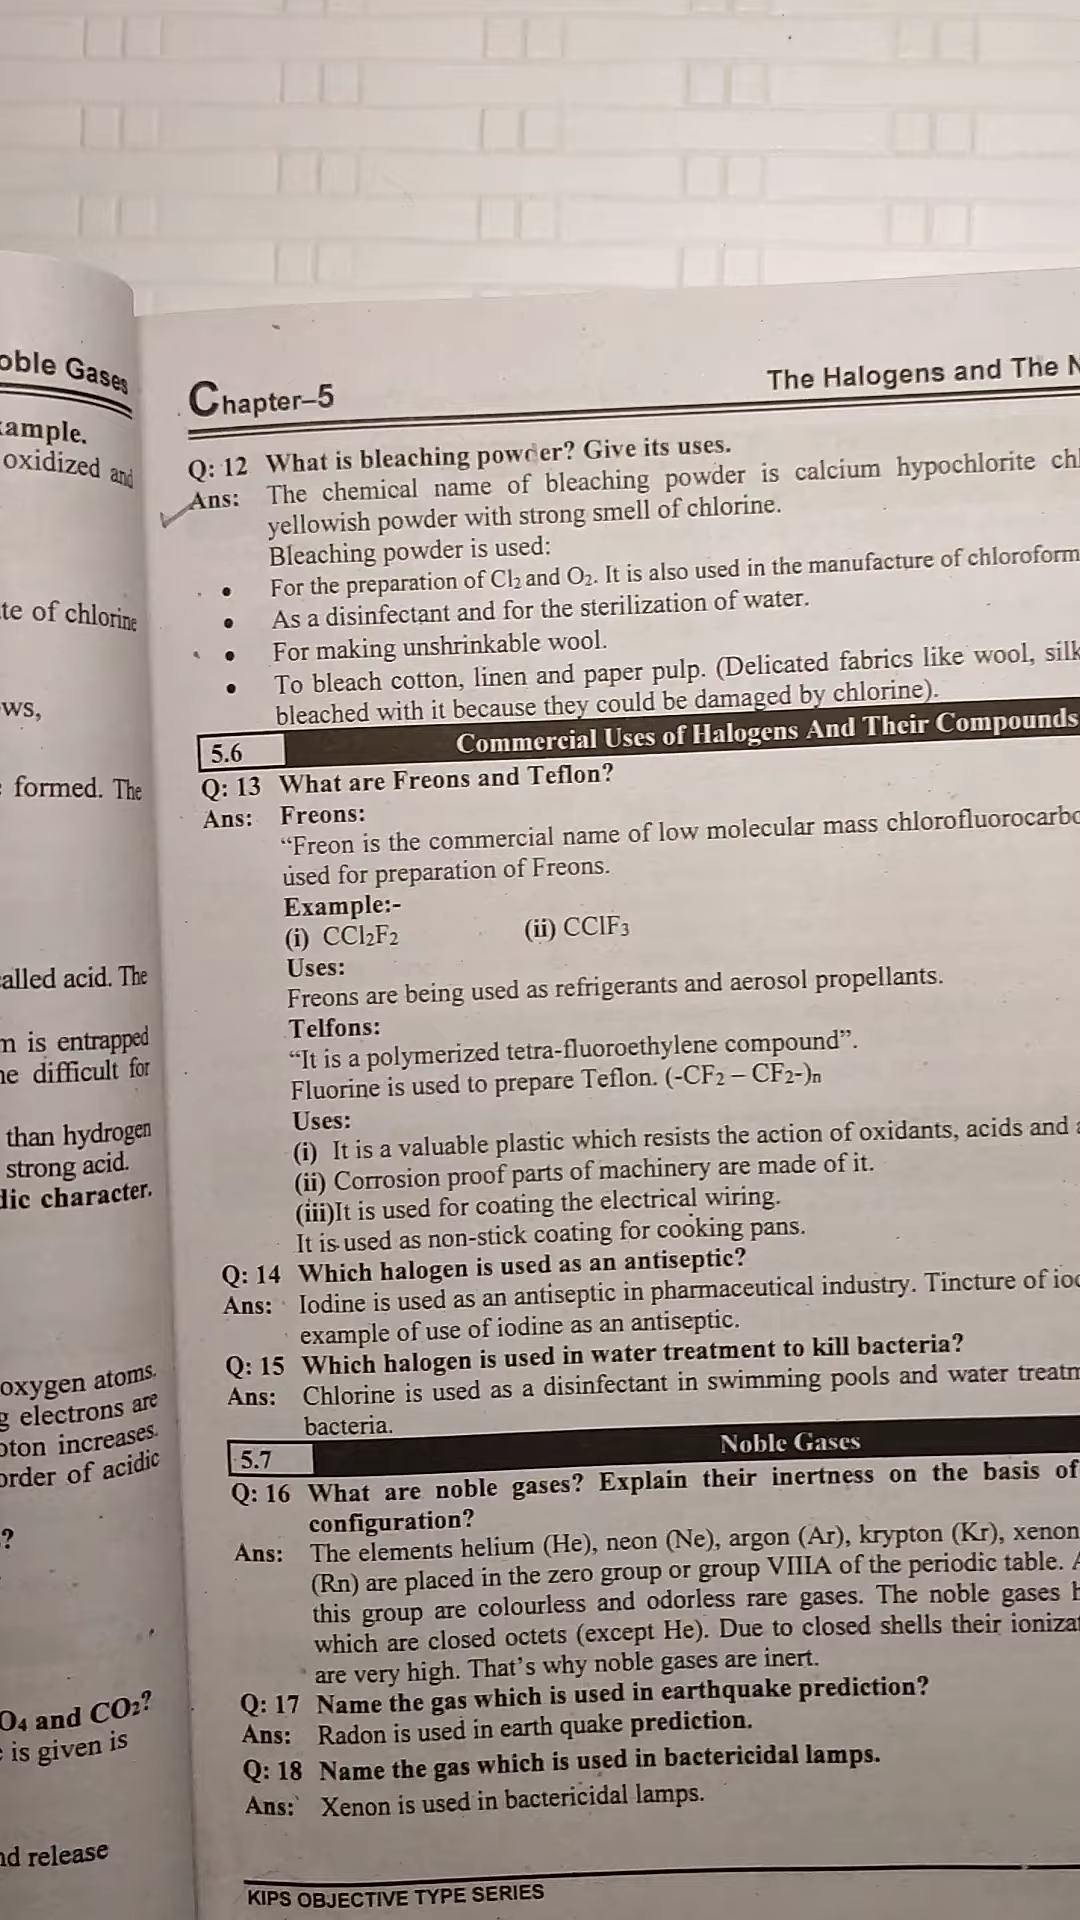 oble Gases
ample.
oxidized and
te of chlorine
ws,
formed. The
alled acid. The
m is entrapped
ne difficult for
than hydrogen
strong acid.
dic character.
oxygen atoms.
g electrons are
oton increases.
order of acidic
?
O4 and CO2?
is given is
nd release
Chapter–5
The Halogens and The N
Q: 12 What is bleaching powder? Give its uses.
Ans: The chemical name of bleaching powder is calcium hypochlorite chl
yellowish powder with strong smell of chlorine.
Bleaching powder is used:
• For the preparation of Cl2 and O2. It is also used in the manufacture of chloroform
• As a disinfectant and for the sterilization of water.
• For making unshrinkable wool.
• To bleach cotton, linen and paper pulp. (Delicated fabrics like wool, silk
bleached with it because they could be damaged by chlorine).
5.6 Commercial Uses of Halogens And Their Compounds
Q: 13 What are Freons and Teflon?
Ans: Freons:
“Freon is the commercial name of low molecular mass chlorofluorocarbo
used for preparation of Freons.
Example:-
(i) CCl2F2 (ii) CClF3
Uses:
Freons are being used as refrigerants and aerosol propellants.
Telfons:
“It is a polymerized tetra-fluoroethylene compound”.
Fluorine is used to prepare Teflon. (-CF2 – CF2-)n
Uses:
(i) It is a valuable plastic which resists the action of oxidants, acids and a
(ii) Corrosion proof parts of machinery are made of it.
(iii)It is used for coating the electrical wiring.
It is used as non-stick coating for cooking pans.
Q: 14 Which halogen is used as an antiseptic?
Ans: Iodine is used as an antiseptic in pharmaceutical industry. Tincture of ioc
example of use of iodine as an antiseptic.
Q: 15 Which halogen is used in water treatment to kill bacteria?
Ans: Chlorine is used as a disinfectant in swimming pools and water treatm
bacteria.
5.7 Noble Gases
Q: 16 What are noble gases? Explain their inertness on the basis of
configuration?
Ans: The elements helium (He), neon (Ne), argon (Ar), krypton (Kr), xenon
(Rn) are placed in the zero group or group VIIIA of the periodic table. A
this group are colourless and odorless rare gases. The noble gases h
which are closed octets (except He). Due to closed shells their ionizat
are very high. That’s why noble gases are inert.
Q: 17 Name the gas which is used in earthquake prediction?
Ans: Radon is used in earth quake prediction.
Q: 18 Name the gas which is used in bactericidal lamps.
Ans: Xenon is used in bactericidal lamps.
KIPS OBJECTIVE TYPE SERIES